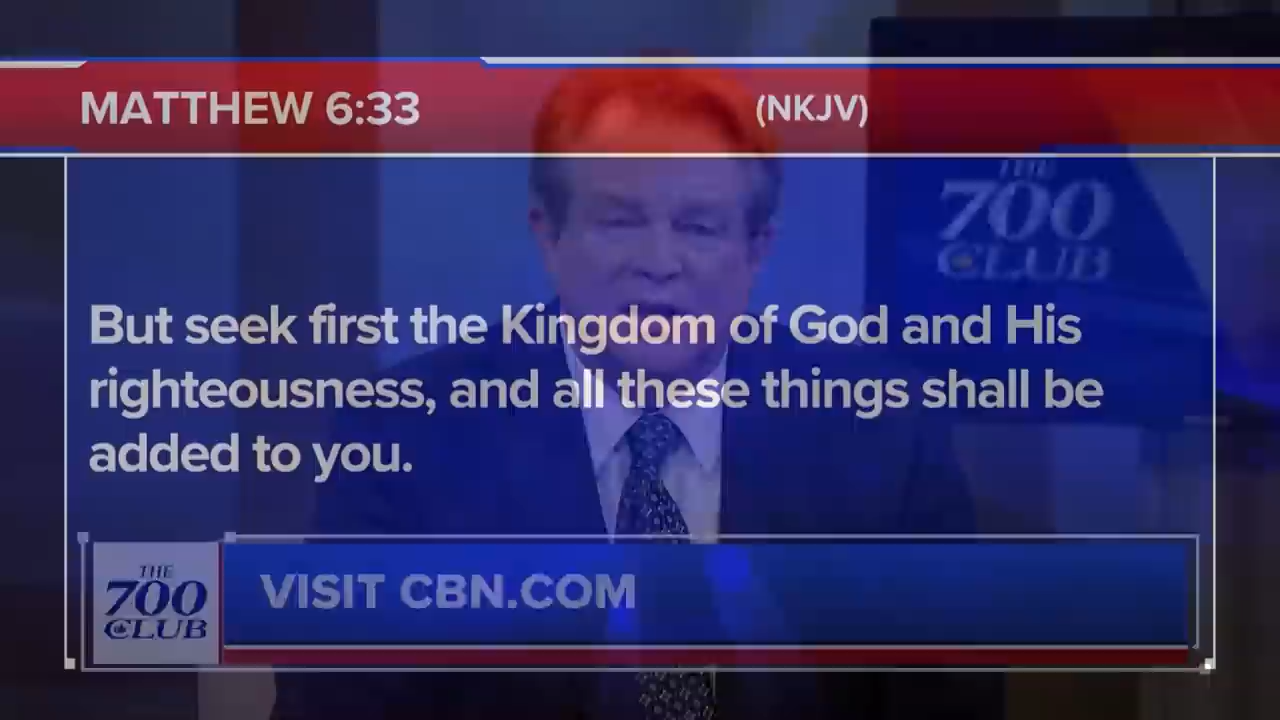 MATTHEW 6:33 (NKJV)
THE
700
CLUB
But seek first the Kingdom of God and His
righteousness, and all these things shall be
added to you.
THE
700
CLUB
VISIT CBN.COM